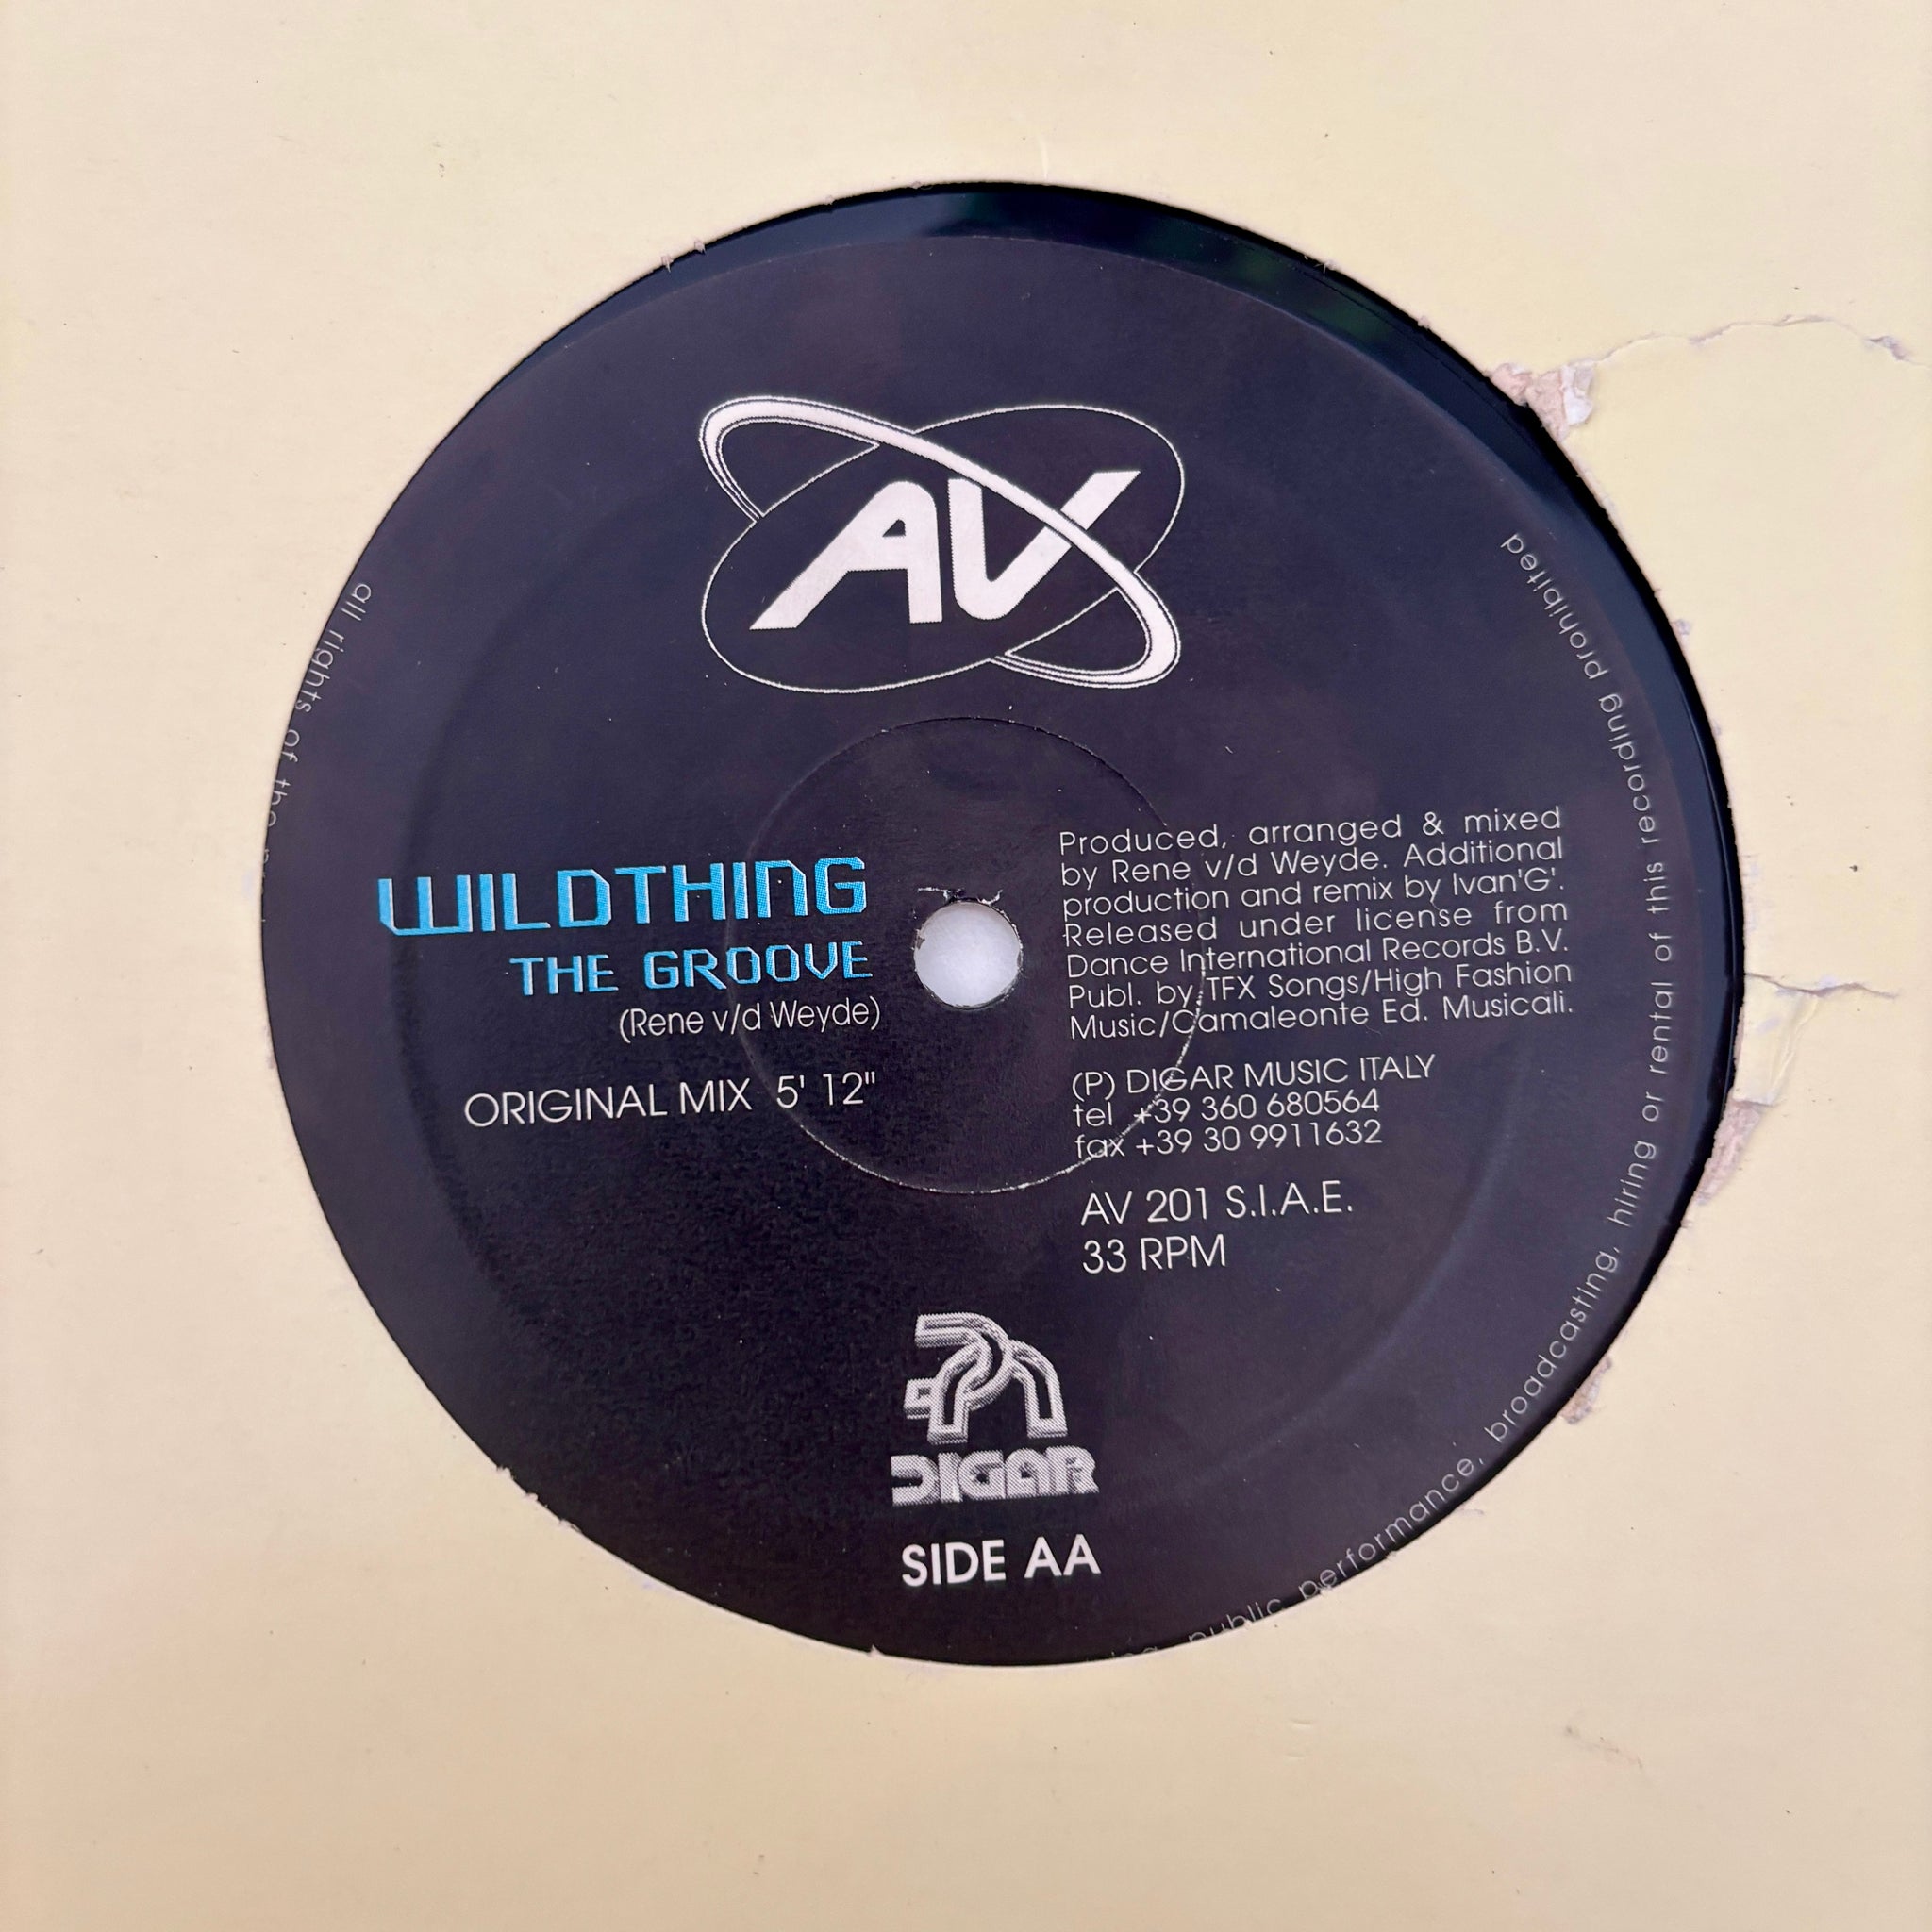 AV
WILDTHING
THE GROOVE
(Rene v/d Weyde)
ORIGINAL MIX 5' 12"
Produced, arranged & mixed
by Rene v/d Weyde. Additional
production and remix by Ivan'G'.
Released under license from
Dance International Records B.V.
Publ. by TFX Songs/High Fashion
Music/Camaleonte Ed. Musicali.
(P) DIGAR MUSIC ITALY
tel +39 360 680564
fax +39 30 9911632
AV 201 S.I.A.E.
33 RPM
DIGAR
SIDE AA
all rights of the
public performance, broadcasting, hiring or rental of this recording prohibited